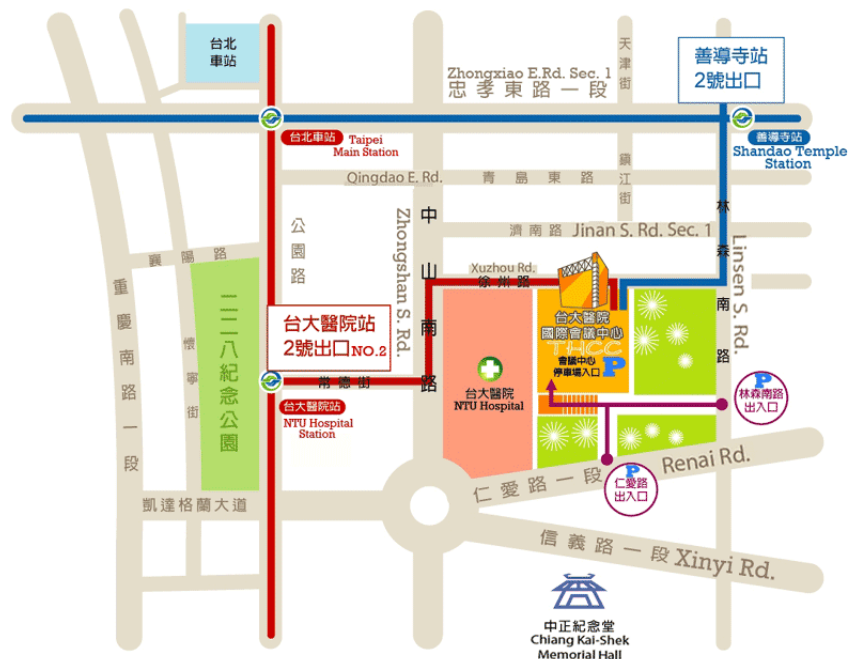 台北
車站
天津街
善導寺站
2號出口
Zhongxiao E.Rd. Sec. 1
忠孝東路一段
台北車站
Taipei
Main Station
善導寺站
Shandao Temple
Station
Qingdao E. Rd.
青島東路
鎮江街
林森南路
Linsen S. Rd.
中山南路
Zhongshan S. Rd.
公園路
濟南路 Jinan S. Rd. Sec. 1
襄陽路
Xuzhou Rd.
徐州路
重慶南路一段
二二八紀念公園
懷寧街
台大醫院站
2號出口NO.2
台大醫院
國際會議中心
THCC
會議中心
停車場入口
P
常德街
台大醫院
NTU Hospital
台大醫院站
NTU Hospital
Station
P
林森南路
出入口
仁愛路一段 Renai Rd.
P
仁愛路
出入口
凱達格蘭大道
信義路一段 Xinyi Rd.
中正紀念堂
Chiang Kai-Shek
Memorial Hall